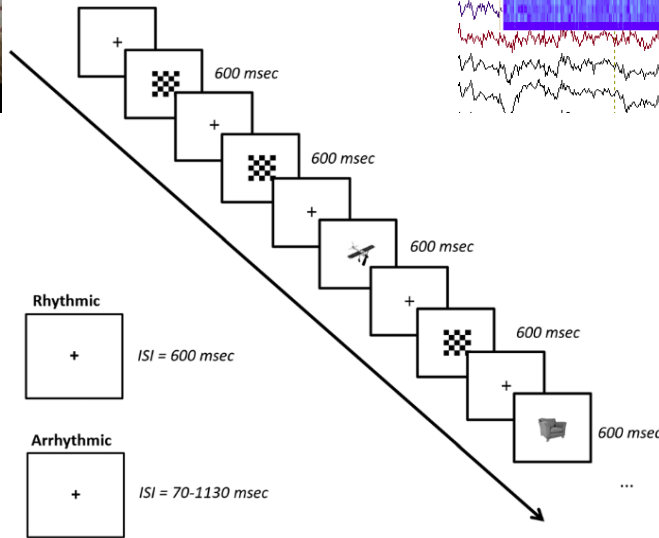 600 msec
600 msec
600 msec
600 msec
600 msec
Rhythmic
ISI = 600 msec
Arrhythmic
ISI = 70-1130 msec
...